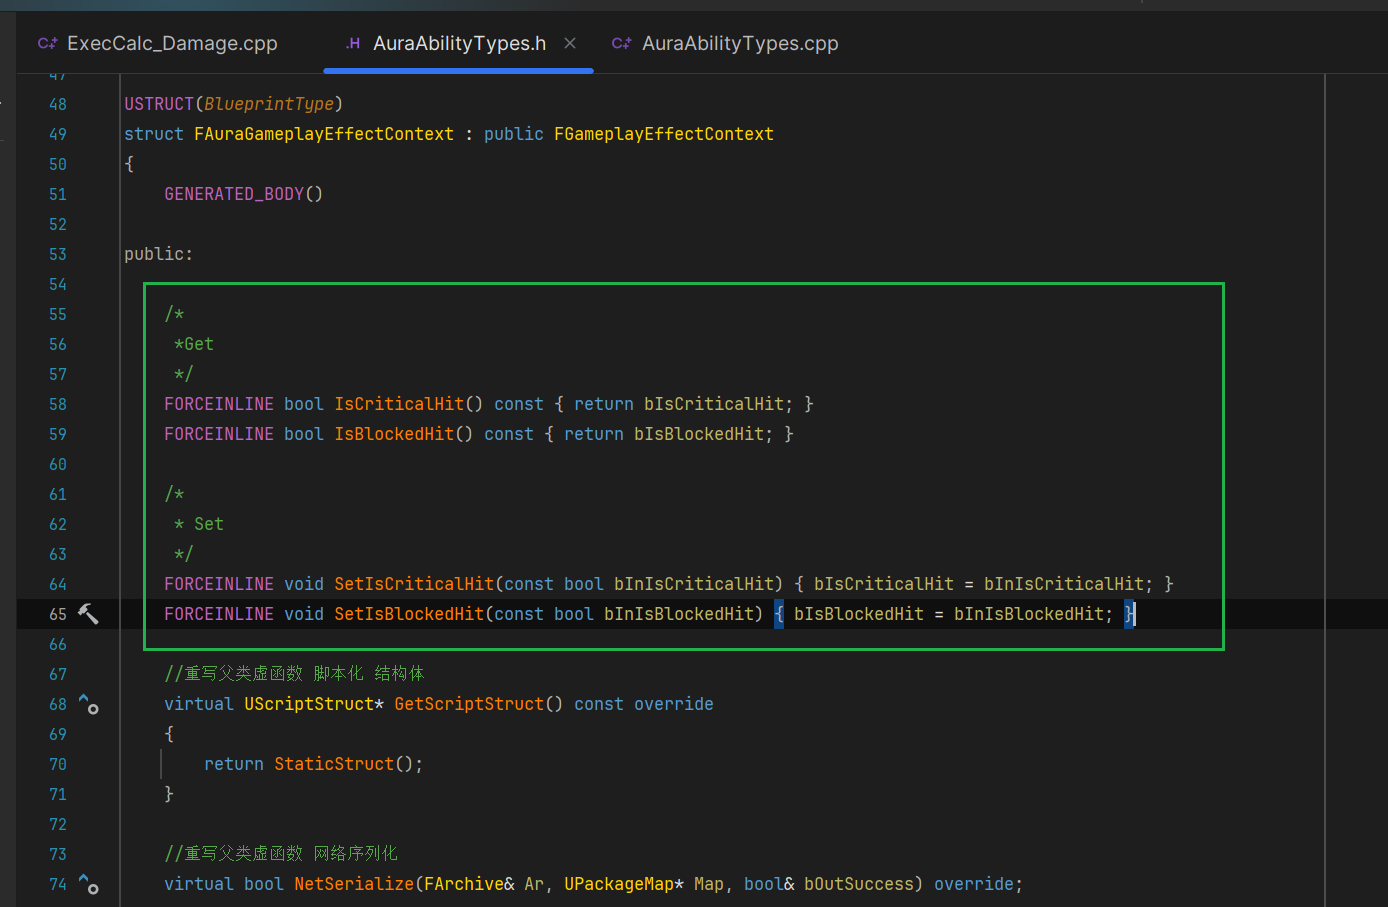 C++ ExecCalc_Damage.cpp .H AuraAbilityTypes.h × C++ AuraAbilityTypes.cpp
47
48 USTRUCT(BlueprintType)
49 struct FAuraGameplayEffectContext : public FGameplayEffectContext
50 {
51 GENERATED_BODY()
52
53 public:
54
55 /*
56 *Get
57 */
58 FORCEINLINE bool IsCriticalHit() const { return bIsCriticalHit; }
59 FORCEINLINE bool IsBlockedHit() const { return bIsBlockedHit; }
60
61 /*
62 * Set
63 */
64 FORCEINLINE void SetIsCriticalHit(const bool bInIsCriticalHit) { bIsCriticalHit = bInIsCriticalHit; }
65 FORCEINLINE void SetIsBlockedHit(const bool bInIsBlockedHit) { bIsBlockedHit = bInIsBlockedHit; }
66
67 //重写父类虚函数 脚本化 结构体
68 virtual UScriptStruct* GetScriptStruct() const override
69 {
70 return StaticStruct();
71 }
72
73 //重写父类虚函数 网络序列化
74 virtual bool NetSerialize(FArchive& Ar, UPackageMap* Map, bool& bOutSuccess) override;